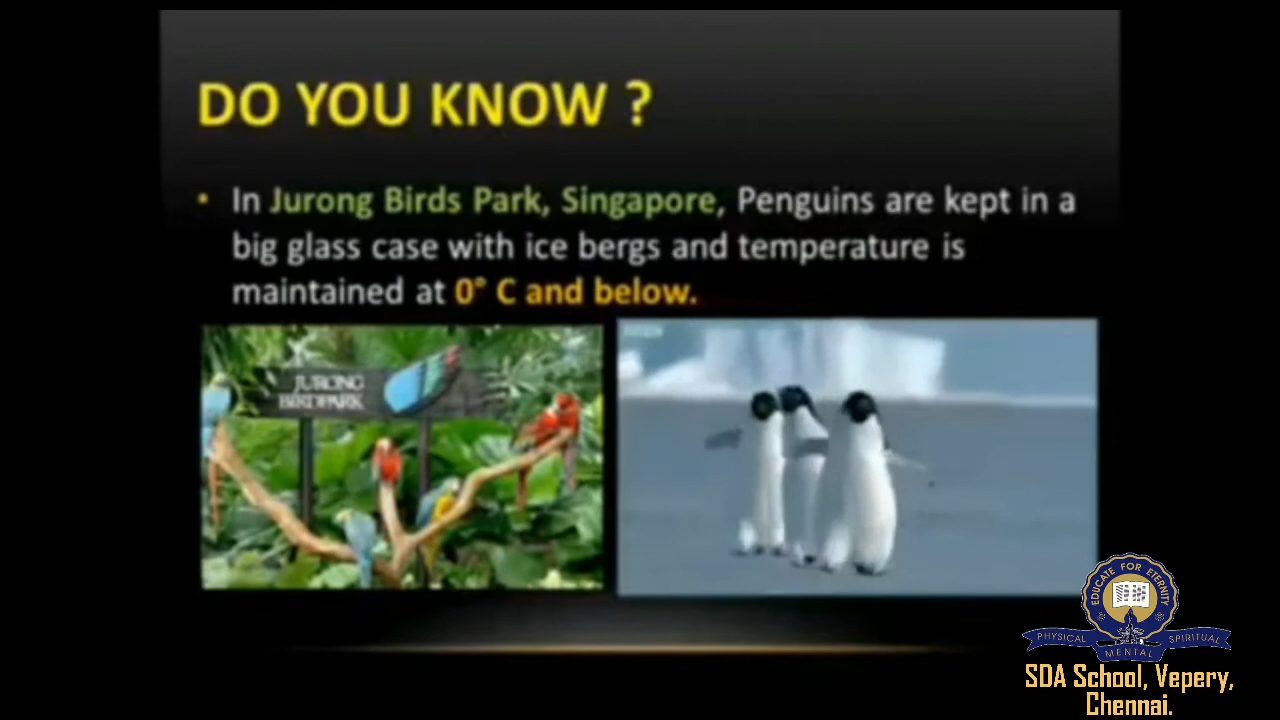 DO YOU KNOW ?
• In Jurong Birds Park, Singapore, Penguins are kept in a
big glass case with ice bergs and temperature is
maintained at 0° C and below.
JURONG
BIRDPARK
EDUCATE FOR ETERNITY
PHYSICAL
MENTAL
SPIRITUAL
SDA School, Vepery,
Chennai.